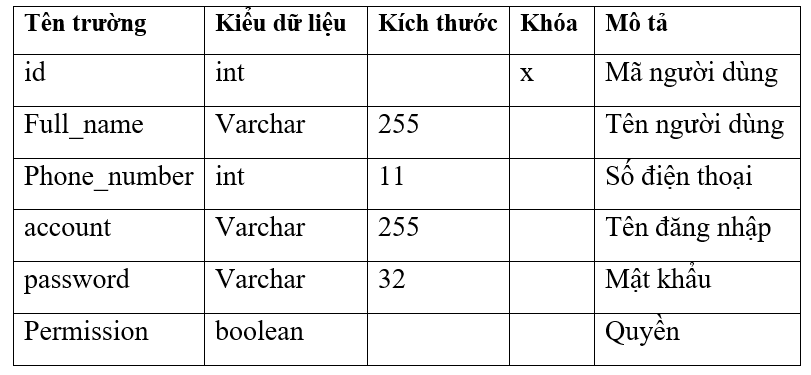 Tên trường Kiểu dữ liệu Kích thước Khóa Mô tả
id int x Mã người dùng
Full_name Varchar 255 Tên người dùng
Phone_number int 11 Số điện thoại
account Varchar 255 Tên đăng nhập
password Varchar 32 Mật khẩu
Permission boolean Quyền